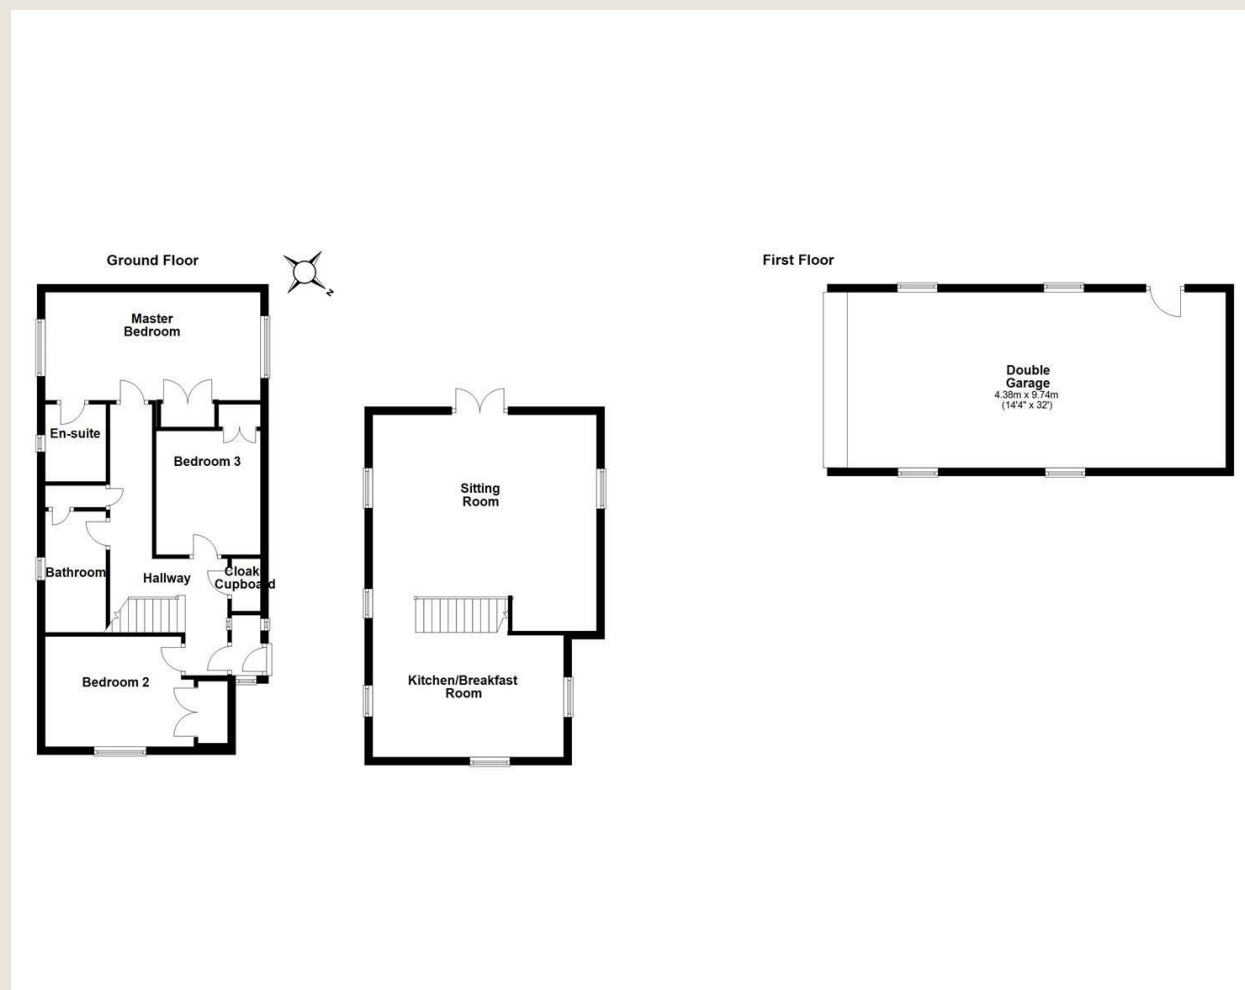 Ground Floor
N
First Floor
Master
Bedroom
En-suite
Bedroom 3
Bathroom
Hallway
Cloaks
Cupboard
Bedroom 2
Sitting
Room
Kitchen/Breakfast
Room
Double
Garage
4.38m x 9.74m
(14'4" x 32')